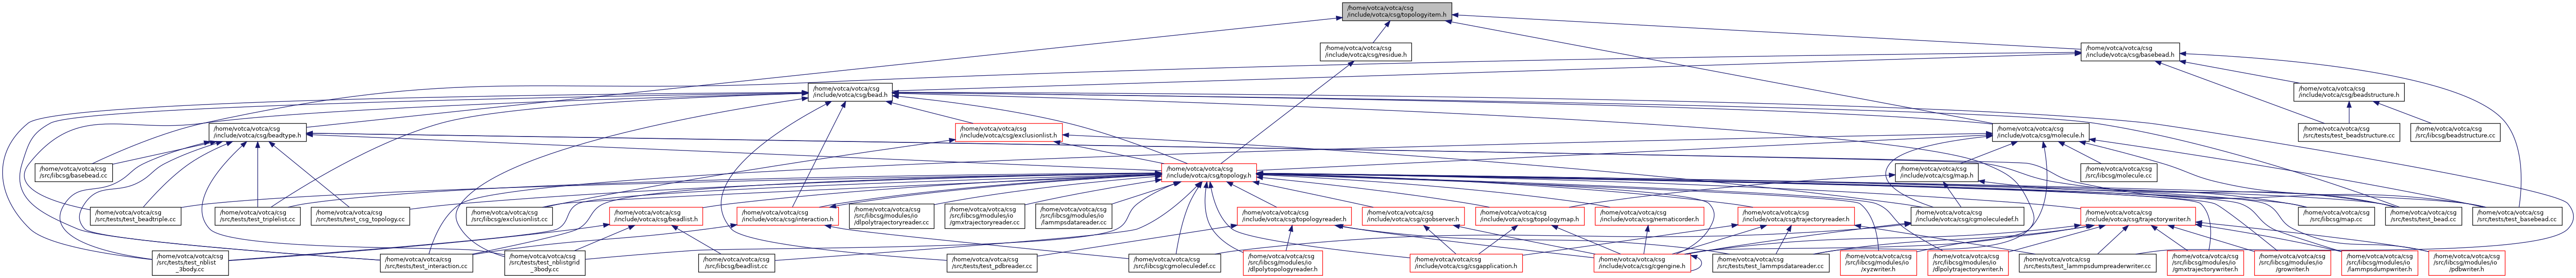 /home/votca/votca/csg
/include/votca/csg/topologyitem.h
/home/votca/votca/csg
/include/votca/csg/residue.h
/home/votca/votca/csg
/include/votca/csg/basebead.h
/home/votca/votca/csg
/include/votca/csg/bead.h
/home/votca/votca/csg
/include/votca/csg/beadstructure.h
/home/votca/votca/csg
/include/votca/csg/beadtype.h
/home/votca/votca/csg
/include/votca/csg/exclusionlist.h
/home/votca/votca/csg
/include/votca/csg/molecule.h
/home/votca/votca/csg
/src/tests/test_beadstructure.cc
/home/votca/votca/csg
/src/libcsg/beadstructure.cc
/home/votca/votca/csg
/src/libcsg/basebead.cc
/home/votca/votca/csg
/include/votca/csg/topology.h
/home/votca/votca/csg
/include/votca/csg/map.h
/home/votca/votca/csg
/src/libcsg/molecule.cc
/home/votca/votca/csg
/src/tests/test_beadtriple.cc
/home/votca/votca/csg
/src/tests/test_triplelist.cc
/home/votca/votca/csg
/src/tests/test_csg_topology.cc
/home/votca/votca/csg
/src/libcsg/exclusionlist.cc
/home/votca/votca/csg
/include/votca/csg/beadlist.h
/home/votca/votca/csg
/include/votca/csg/interaction.h
/home/votca/votca/csg
/src/libcsg/modules/io
/dlpolytrajectoryreader.cc
/home/votca/votca/csg
/src/libcsg/modules/io
/gmxtrajectoryreader.cc
/home/votca/votca/csg
/src/libcsg/modules/io
/lammpsdatareader.cc
/home/votca/votca/csg
/include/votca/csg/topologyreader.h
/home/votca/votca/csg
/include/votca/csg/cgobserver.h
/home/votca/votca/csg
/include/votca/csg/topologymap.h
/home/votca/votca/csg
/include/votca/csg/nematicorder.h
/home/votca/votca/csg
/include/votca/csg/trajectoryreader.h
/home/votca/votca/csg
/include/votca/csg/cgmoleculedef.h
/home/votca/votca/csg
/include/votca/csg/trajectorywriter.h
/home/votca/votca/csg
/src/libcsg/map.cc
/home/votca/votca/csg
/src/tests/test_bead.cc
/home/votca/votca/csg
/src/tests/test_basebead.cc
/home/votca/votca/csg
/src/tests/test_nblist
_3body.cc
/home/votca/votca/csg
/src/tests/test_interaction.cc
/home/votca/votca/csg
/src/tests/test_nblistgrid
_3body.cc
/home/votca/votca/csg
/src/libcsg/beadlist.cc
/home/votca/votca/csg
/src/tests/test_pdbreader.cc
/home/votca/votca/csg
/src/libcsg/cgmoleculedef.cc
/home/votca/votca/csg
/src/libcsg/modules/io
/dlpolytopologyreader.h
/home/votca/votca/csg
/include/votca/csg/csgapplication.h
/home/votca/votca/csg
/include/votca/csg/cgengine.h
/home/votca/votca/csg
/src/tests/test_lammpsdatareader.cc
/home/votca/votca/csg
/src/libcsg/modules/io
/xyzwriter.h
/home/votca/votca/csg
/src/libcsg/modules/io
/dlpolytrajectorywriter.h
/home/votca/votca/csg
/src/tests/test_lammpsdumpreaderwriter.cc
/home/votca/votca/csg
/src/libcsg/modules/io
/gmxtrajectorywriter.h
/home/votca/votca/csg
/src/libcsg/modules/io
/growriter.h
/home/votca/votca/csg
/src/libcsg/modules/io
/lammpsdumpwriter.h
/home/votca/votca/csg
/src/libcsg/modules/io
/pdbwriter.h